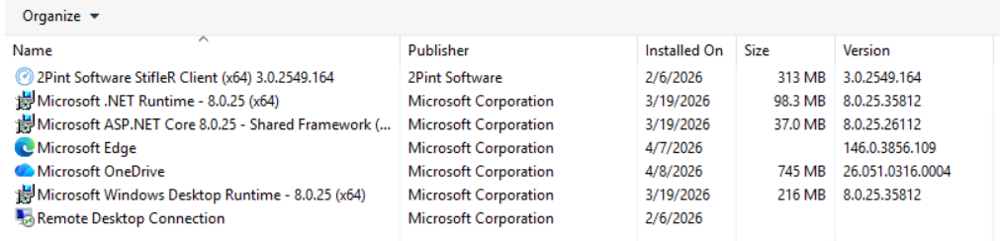 Organize
Name Publisher Installed On Size Version
2Pint Software StifleR Client (x64) 3.0.2549.164 2Pint Software 2/6/2026 313 MB 3.0.2549.164
Microsoft .NET Runtime - 8.0.25 (x64) Microsoft Corporation 3/19/2026 98.3 MB 8.0.25.35812
Microsoft ASP.NET Core 8.0.25 - Shared Framework (... Microsoft Corporation 3/19/2026 37.0 MB 8.0.25.26112
Microsoft Edge Microsoft Corporation 4/7/2026 146.0.3856.109
Microsoft OneDrive Microsoft Corporation 4/8/2026 745 MB 26.051.0316.0004
Microsoft Windows Desktop Runtime - 8.0.25 (x64) Microsoft Corporation 3/19/2026 216 MB 8.0.25.35812
Remote Desktop Connection Microsoft Corporation 2/6/2026